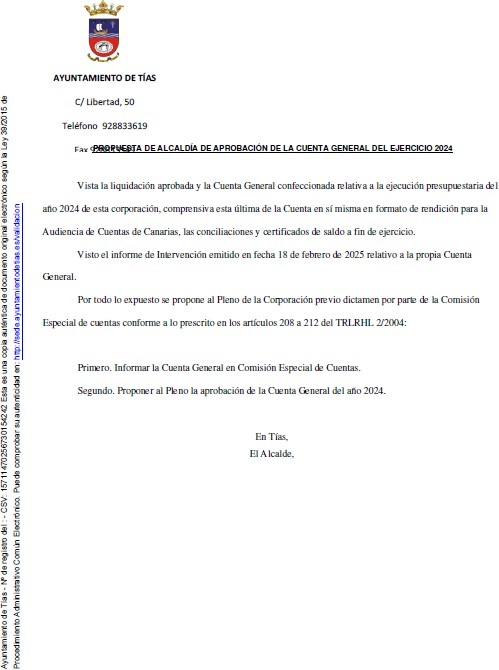 AYUNTAMIENTO DE TÍAS
C/ Libertad, 50
Teléfono 928833619
Fax
PROPUESTA DE ALCALDÍA DE APROBACIÓN DE LA CUENTA GENERAL DEL EJERCICIO 2024
Vista la liquidación aprobada y la Cuenta General confeccionada relativa a la ejecución presupuestaria del
año 2024 de esta corporación, comprensiva esta última de la Cuenta en sí misma en formato de rendición para la
Audiencia de Cuentas de Canarias, las conciliaciones y certificados de saldo a fin de ejercicio.
Visto el informe de Intervención emitido en fecha 18 de febrero de 2025 relativo a la propia Cuenta
General.
Por todo lo expuesto se propone al Pleno de la Corporación previo dictamen por parte de la Comisión
Especial de cuentas conforme a lo prescrito en los artículos 208 a 212 del TRLRHL 2/2004:
Primero. Informar la Cuenta General en Comisión Especial de Cuentas.
Segundo. Proponer al Pleno la aprobación de la Cuenta General del año 2024.
En Tías,
El Alcalde,
Ayuntamiento de Tías - Nº de registro del : - CSV: 15711470256730154242 Esta es una copia auténtica de documento original electrónico según la Ley 39/2015 de
Procedimiento Administrativo Común Electrónico. Puede comprobar su autenticidad en: http://sede.ayuntamientodetias.es/validacion